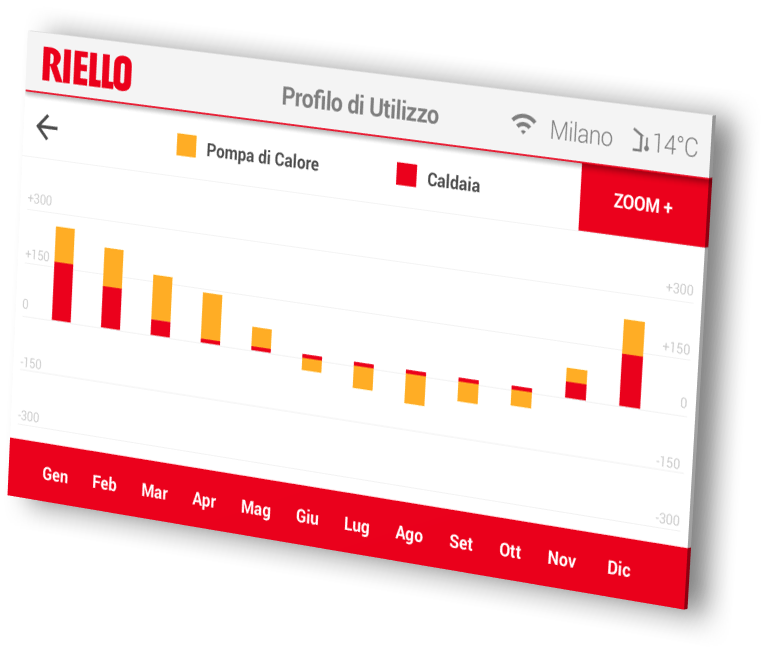 RIELLO
Profilo di Utilizzo
Milano
14°C
Pompa di Calore
Caldaia
ZOOM +
+300
+150
0
-150
-300
+300
+150
0
-150
-300
Gen Feb Mar Apr Mag Giu Lug Ago Set Ott Nov Dic